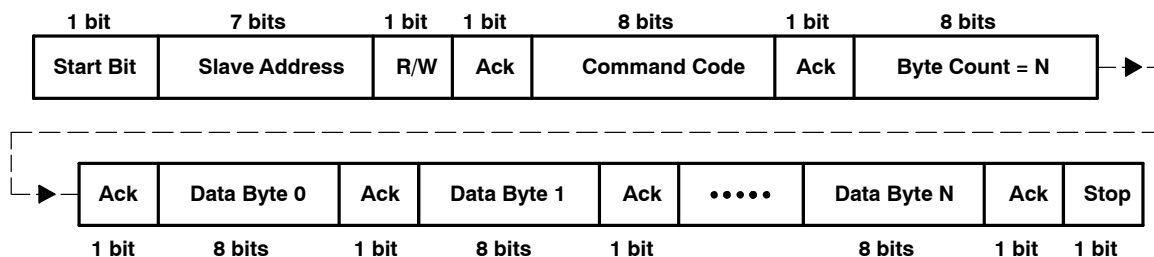 1 bit 7 bits 1 bit 1 bit 8 bits 1 bit 8 bits
Start Bit Slave Address R/W Ack Command Code Ack Byte Count = N
Ack Data Byte 0 Ack Data Byte 1 Ack ••••• Data Byte N Ack Stop
1 bit 8 bits 1 bit 8 bits 1 bit 8 bits 1 bit 1 bit